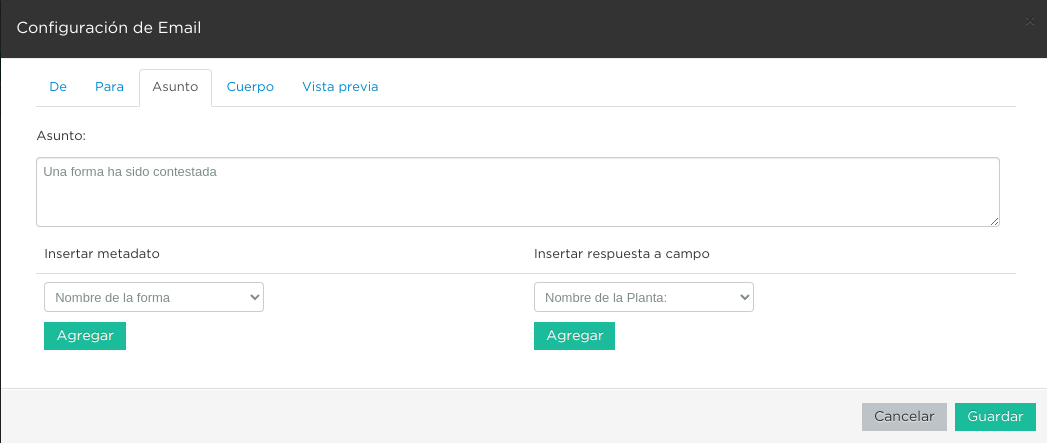 Configuración de Email
×
De Para Asunto Cuerpo Vista previa
Asunto:
Una forma ha sido contestada
Insertar metadato Insertar respuesta a campo
Nombre de la forma Nombre de la Planta:
Agregar Agregar
Cancelar Guardar